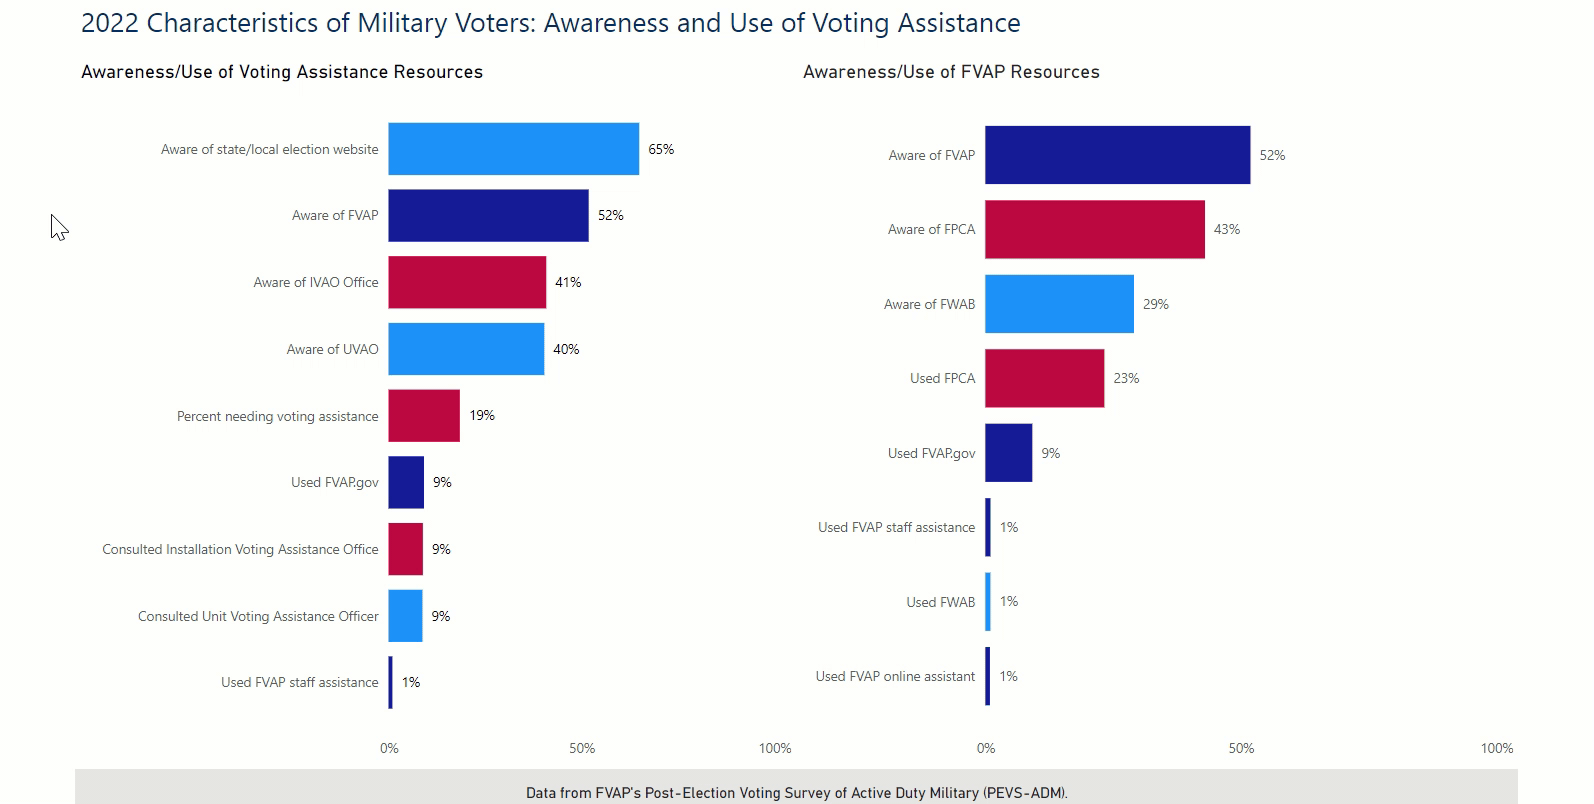 2022 Characteristics of Military Voters: Awareness and Use of Voting Assistance
Awareness/Use of Voting Assistance Resources
Aware of state/local election website 65%
Aware of FVAP 52%
Aware of IVAO Office 41%
Aware of UVAO 40%
Percent needing voting assistance 19%
Used FVAP.gov 9%
Consulted Installation Voting Assistance Office 9%
Consulted Unit Voting Assistance Officer 9%
Used FVAP staff assistance 1%
0% 50% 100%
Awareness/Use of FVAP Resources
Aware of FVAP 52%
Aware of FPCA 43%
Aware of FWAB 29%
Used FPCA 23%
Used FVAP.gov 9%
Used FVAP staff assistance 1%
Used FWAB 1%
Used FVAP online assistant 1%
0% 50% 100%
Data from FVAP's Post-Election Voting Survey of Active Duty Military (PEVS-ADM).